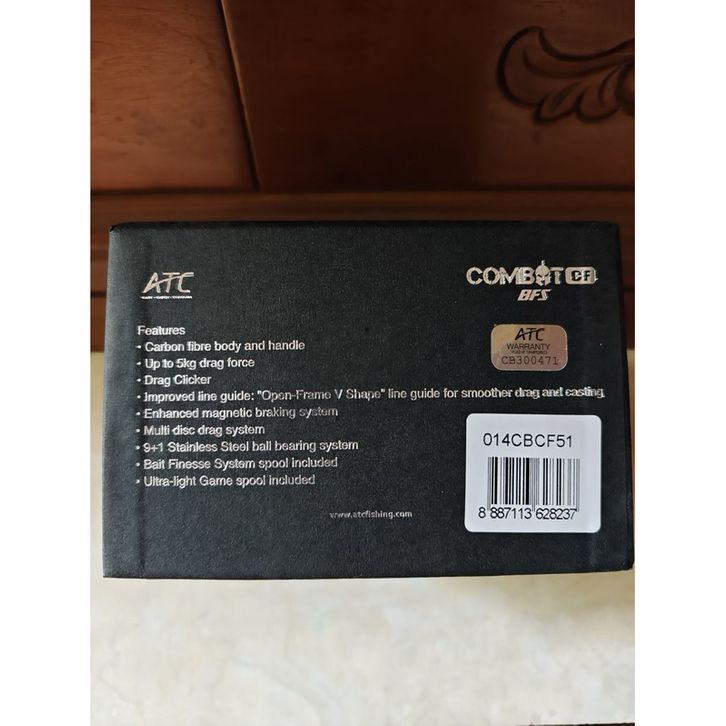 ATC
COMBAT CF
BFS
Features
• Carbon fibre body and handle
• Up to 5kg drag force
• Drag Clicker
• Improved line guide: "Open-Frame V Shape" line guide for smoother drag and casting
• Enhanced magnetic braking system
• Multi disc drag system
• 9+1 Stainless Steel ball bearing system
• Bait Finesse System spool included
• Ultra-light Game spool included
www.atcfishing.com
ATC
WARRANTY
CB300471
014CBCF51
8 887113 628237